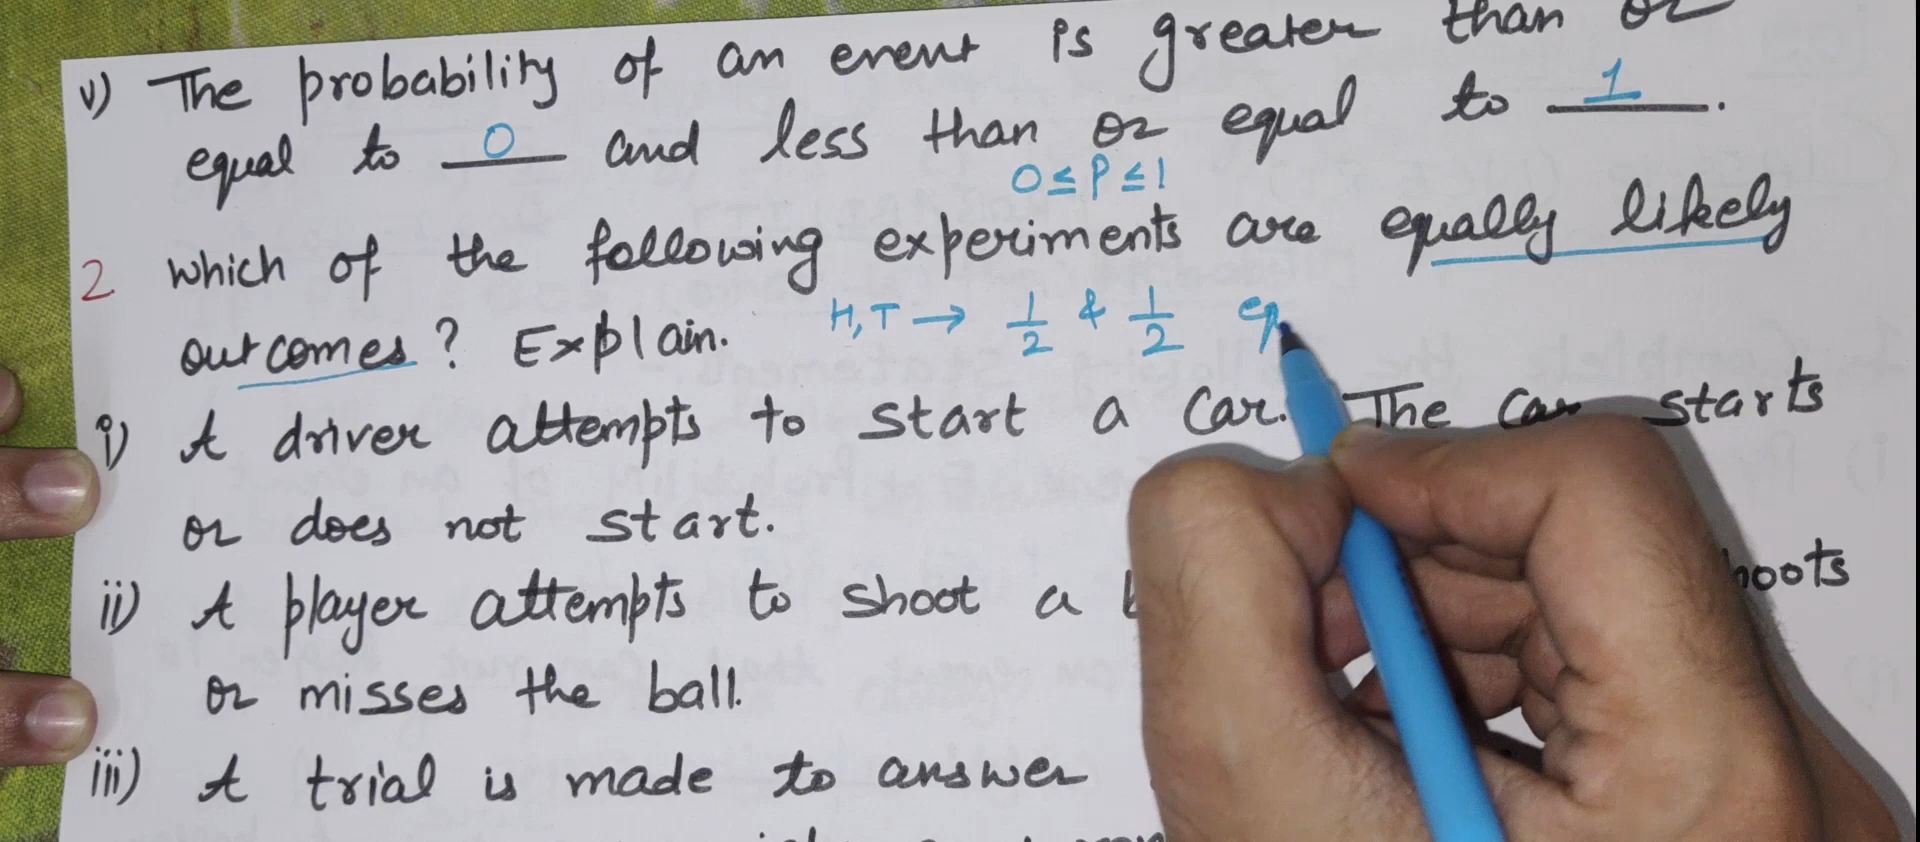 v) The probability of an event is greater than or
equal to 0 and less than or equal to 1.
0 ≤ P ≤ 1
2 which of the following experiments are equally likely
outcomes? Explain. H, T → 1/2 & 1/2 eq
i) A driver attempts to start a car. The car starts
or does not start.
ii) A player attempts to shoot a
or misses the ball.
iii) A trial is made to answer